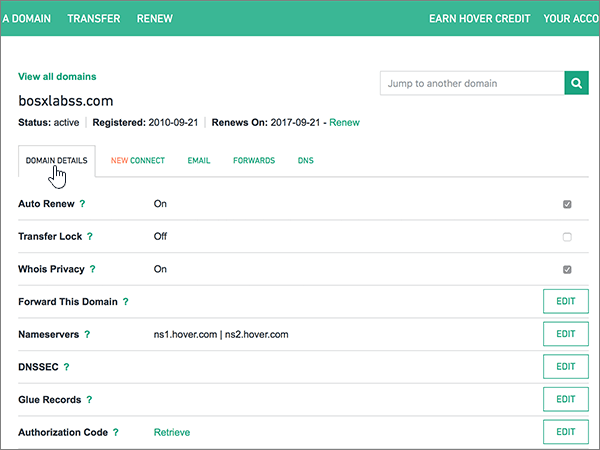 A DOMAIN TRANSFER RENEW EARN HOVER CREDIT YOUR ACCO
View all domains
Jump to another domain
bosxlabss.com
Status: active | Registered: 2010-09-21 | Renews On: 2017-09-21 - Renew
DOMAIN DETAILS NEW CONNECT EMAIL FORWARDS DNS
Auto Renew ? On
Transfer Lock ? Off
Whois Privacy ? On
Forward This Domain ? EDIT
Nameservers ? ns1.hover.com | ns2.hover.com EDIT
DNSSEC ? EDIT
Glue Records ? EDIT
Authorization Code ? Retrieve EDIT